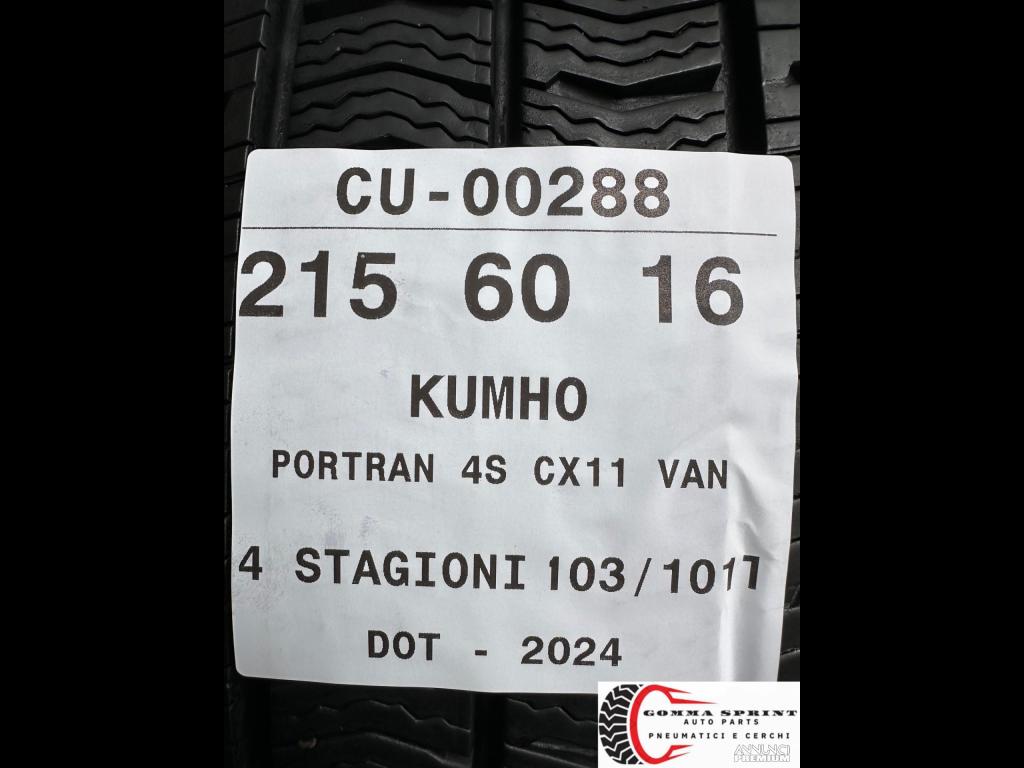 CU-00288
215 60 16
KUMHO
PORTRAN 4S CX11 VAN
4 STAGIONI 103/101T
DOT - 2024
GOMMA SPRINT
AUTO PARTS
PNEUMATICI E CERCHI
ANNUNCI
PREMIUM